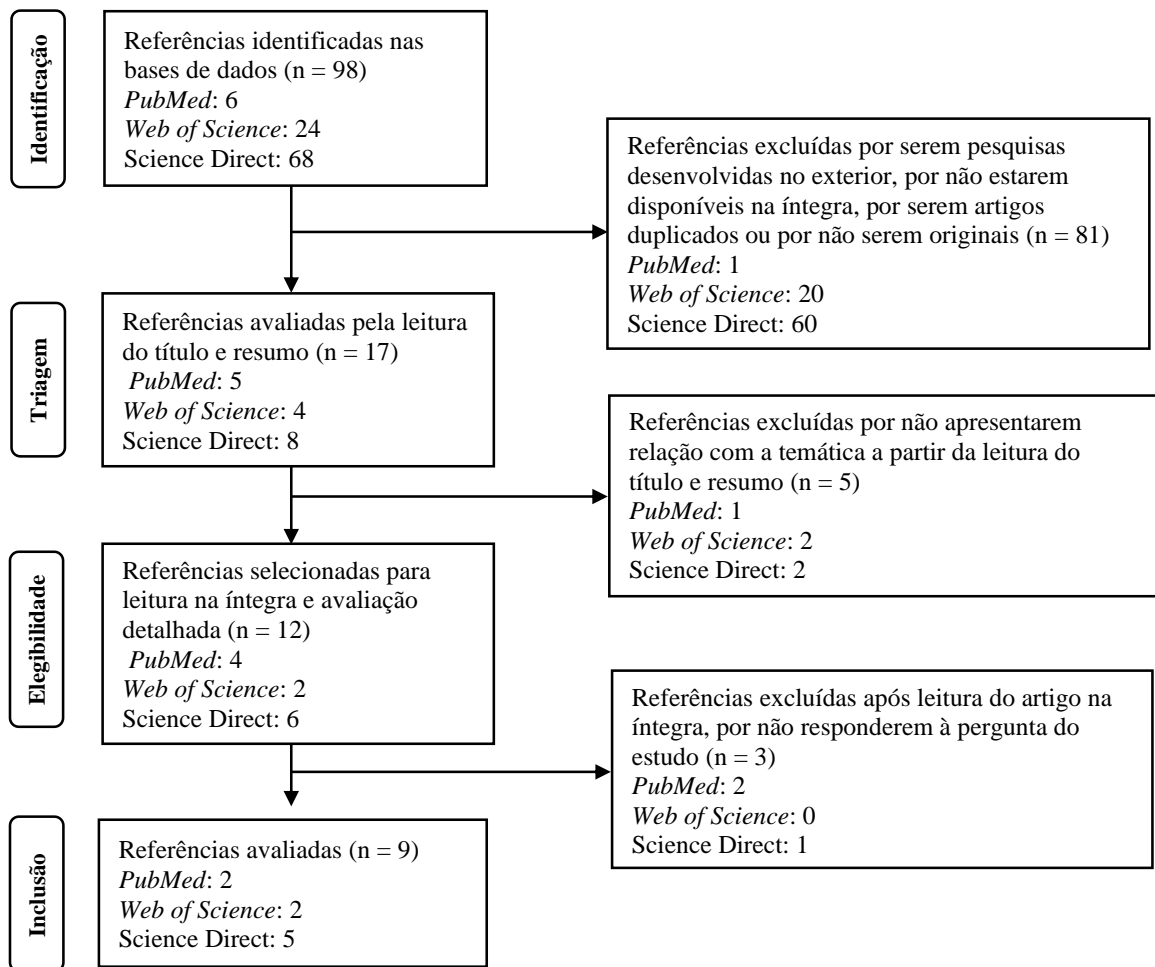 Identificação
Referências identificadas nas
bases de dados (n = 98)
PubMed: 6
Web of Science: 24
Science Direct: 68
Referências excluídas por serem pesquisas
desenvolvidas no exterior, por não estarem
disponíveis na íntegra, por serem artigos
duplicados ou por não serem originais (n = 81)
PubMed: 1
Web of Science: 20
Science Direct: 60
Triagem
Referências avaliadas pela leitura
do título e resumo (n = 17)
PubMed: 5
Web of Science: 4
Science Direct: 8
Referências excluídas por não apresentarem
relação com a temática a partir da leitura do
título e resumo (n = 5)
PubMed: 1
Web of Science: 2
Science Direct: 2
Elegibilidade
Referências selecionadas para
leitura na íntegra e avaliação
detalhada (n = 12)
PubMed: 4
Web of Science: 2
Science Direct: 6
Referências excluídas após leitura do artigo na
íntegra, por não responderem à pergunta do
estudo (n = 3)
PubMed: 2
Web of Science: 0
Science Direct: 1
Inclusão
Referências avaliadas (n = 9)
PubMed: 2
Web of Science: 2
Science Direct: 5